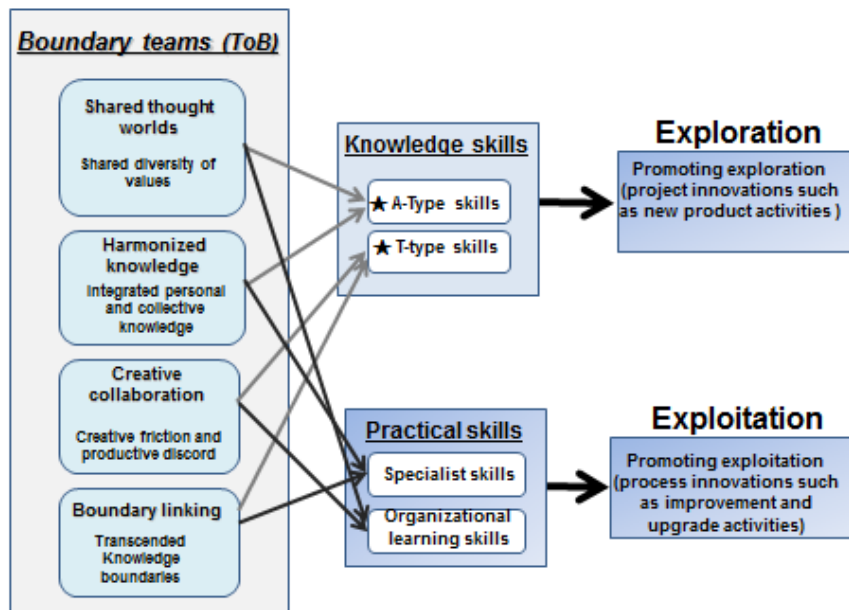 Boundary teams (ToB)
Shared thought
worlds
Shared diversity of
values
Harmonized
knowledge
Integrated personal
and collective
knowledge
Creative
collaboration
Creative friction and
productive discord
Boundary linking
Transcended
Knowledge
boundaries
Knowledge skills
★ A-Type skills
★ T-type skills
Practical skills
Specialist skills
Organizational
learning skills
Exploration
Promoting exploration
(project innovations such
as new product activities )
Exploitation
Promoting exploitation
(process innovations such
as improvement and
upgrade activities)